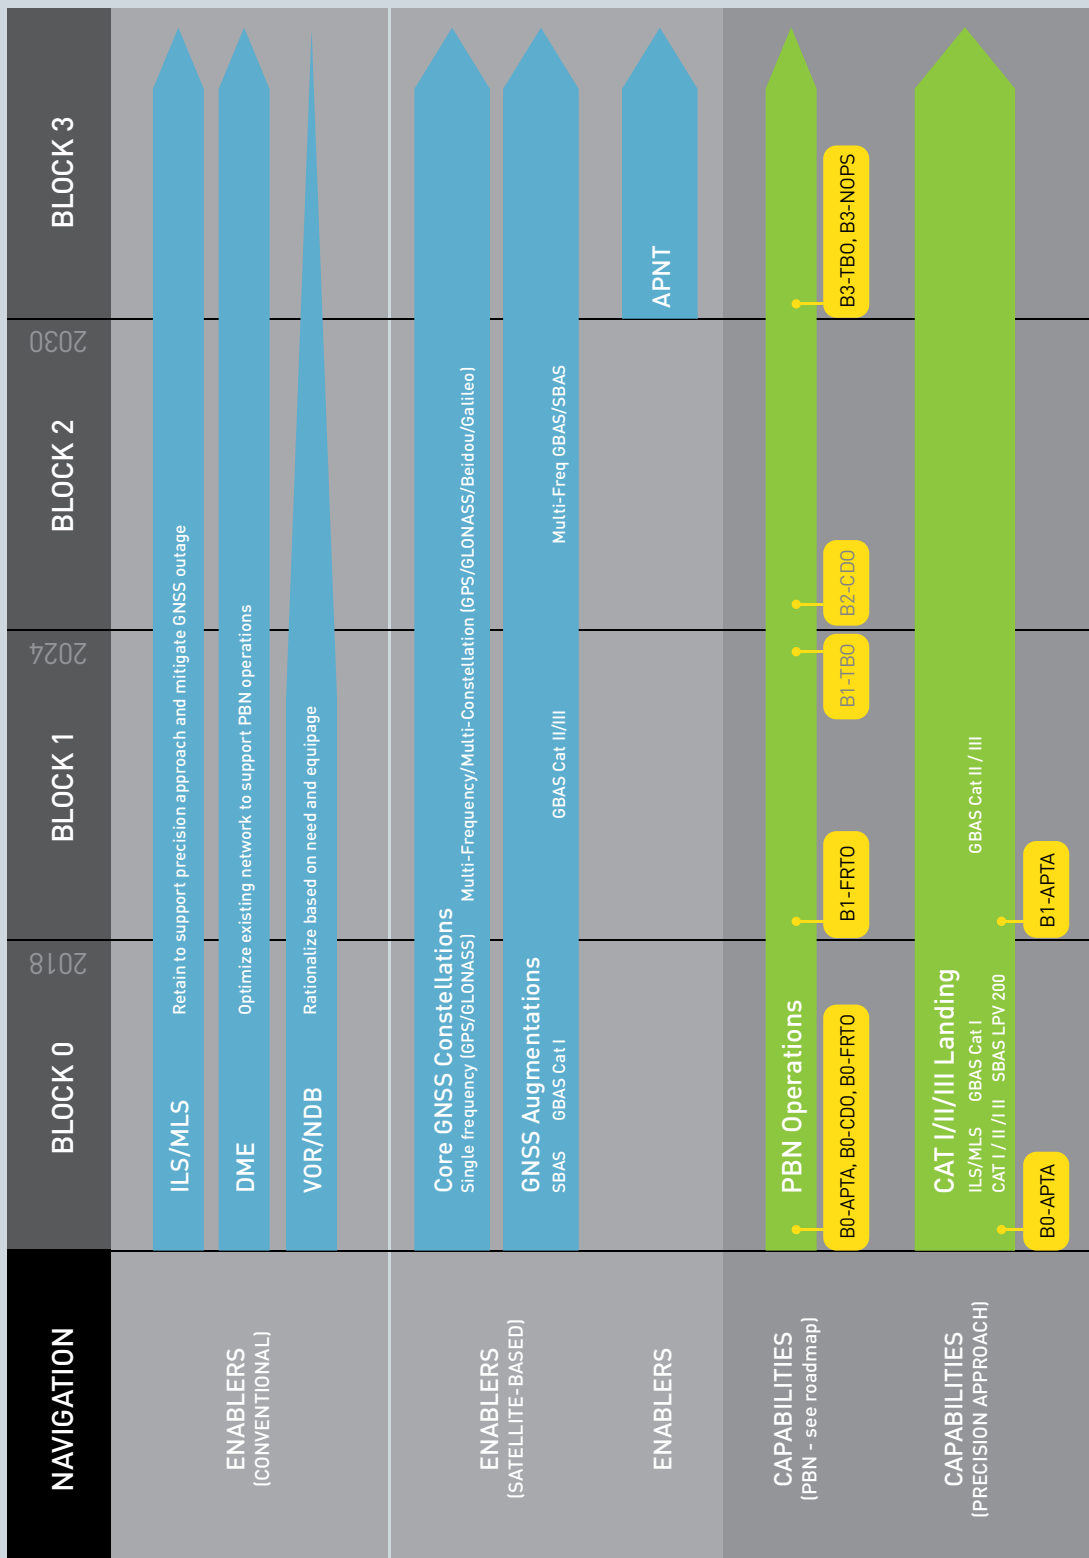 NAVIGATION
BLOCK 0
2018
BLOCK 1
2024
BLOCK 2
2030
BLOCK 3
ENABLERS
(CONVENTIONAL)
ILS/MLS
Retain to support precision approach and mitigate GNSS outage
DME
Optimize existing network to support PBN operations
VOR/NDB
Rationalize based on need and equipage
ENABLERS
(SATELLITE-BASED)
Core GNSS Constellations
Single frequency (GPS/GLONASS)
Multi-Frequency/Multi-Constellation (GPS/GLONASS/Beidou/Galileo)
GNSS Augmentations
SBAS GBAS Cat I
GBAS Cat II/III
Multi-Freq GBAS/SBAS
ENABLERS
APNT
CAPABILITIES
(PBN - see roadmap)
PBN Operations
B0-APTA, B0-CDO, B0-FRTO
B1-FRTO
B1-TBO
B2-CDO
B3-TBO, B3-NOPS
CAPABILITIES
(PRECISION APPROACH)
CAT I/II/III Landing
ILS/MLS GBAS Cat I
GBAS Cat II / III
CAT I / II /I II SBAS LPV 200
B0-APTA
B1-APTA